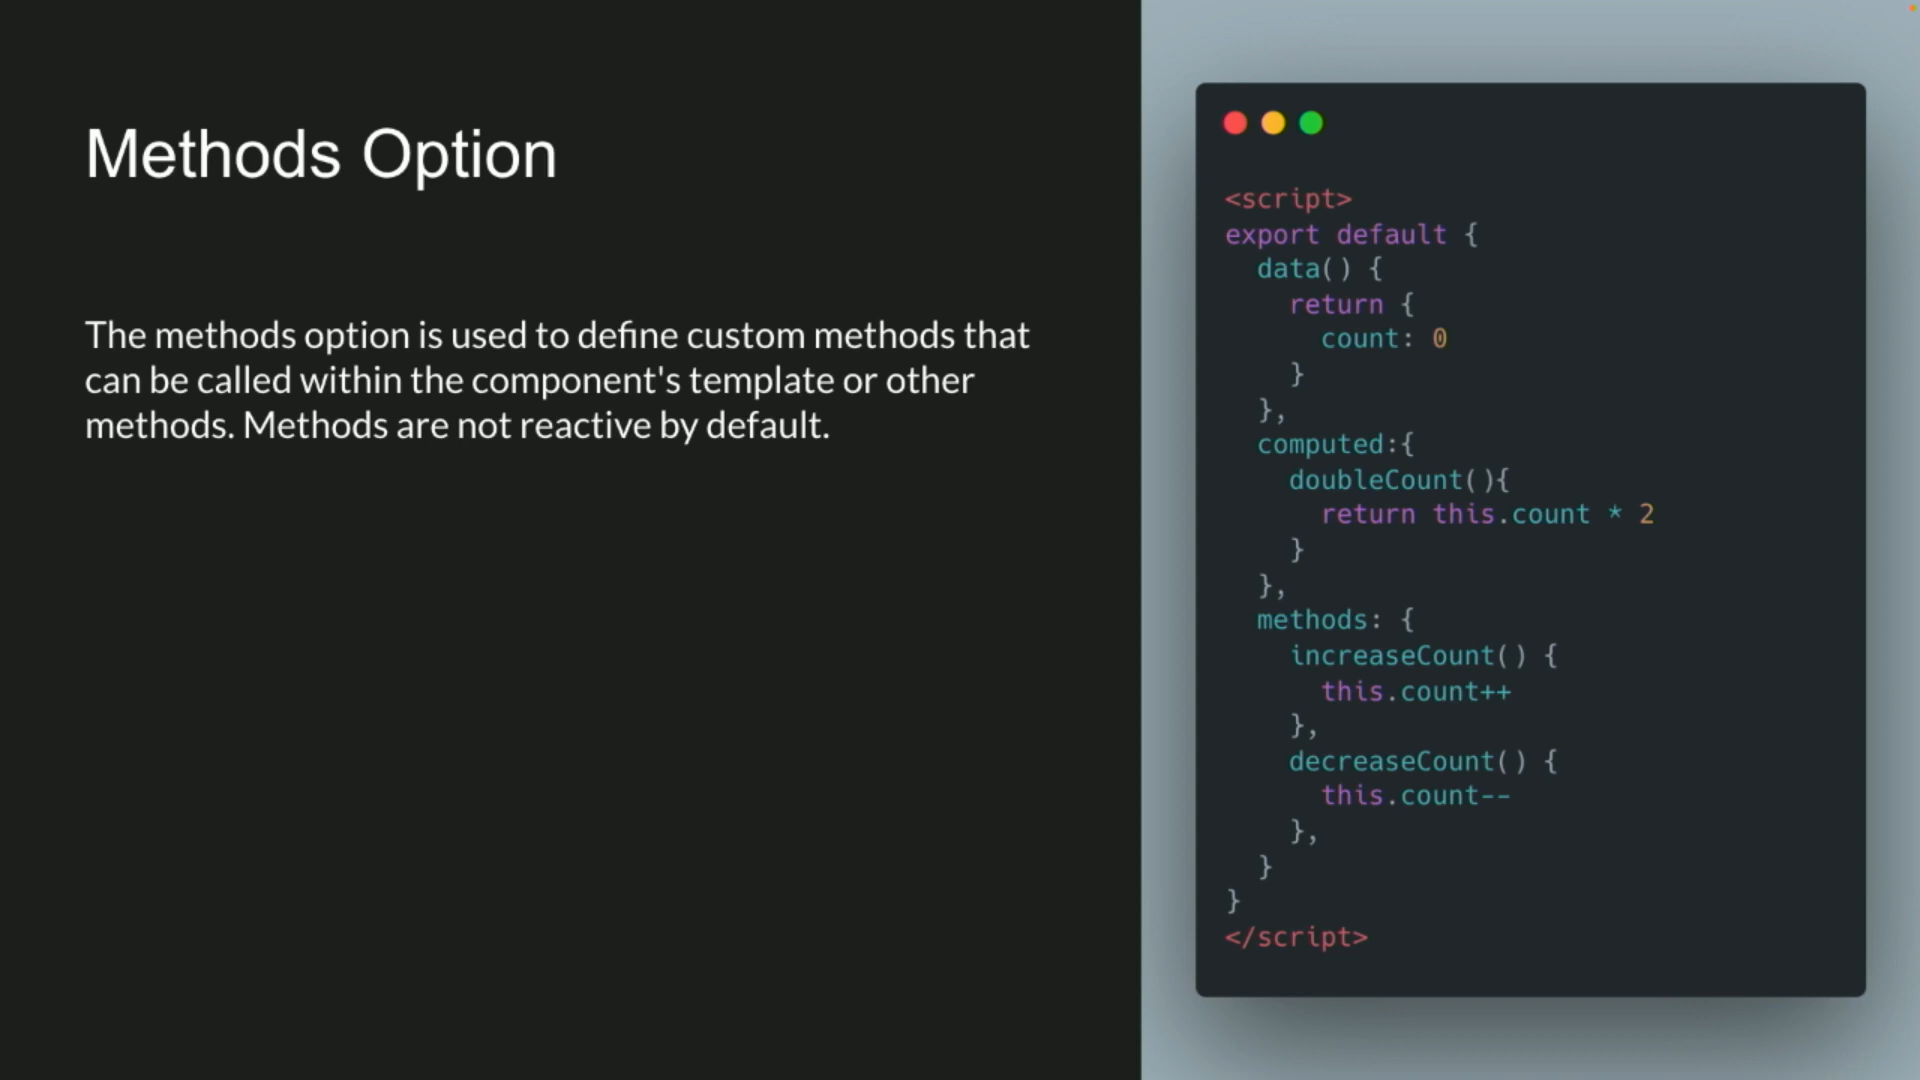 Methods Option
The methods option is used to define custom methods that
can be called within the component's template or other
methods. Methods are not reactive by default.
<script>
export default {
  data() {
    return {
      count: 0
    }
  },
  computed:{
    doubleCount(){
      return this.count * 2
    }
  },
  methods: {
    increaseCount() {
      this.count++
    },
    decreaseCount() {
      this.count--
    },
  }
}
</script>